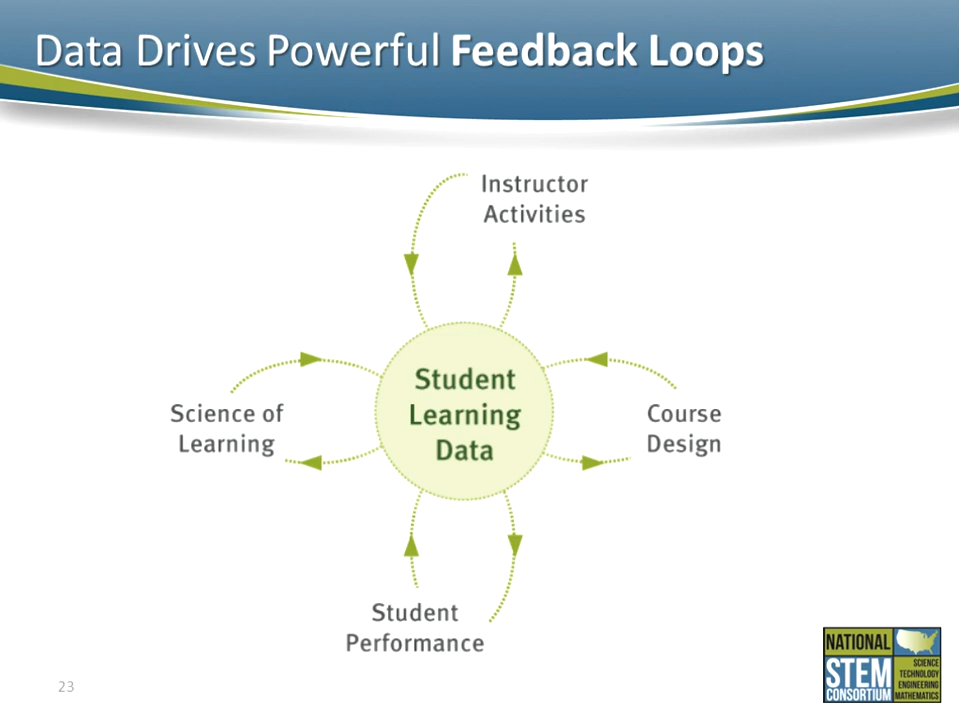 Data Drives Powerful Feedback Loops
Instructor
Activities
Student
Learning
Data
Science of
Learning
Course
Design
Student
Performance
23
NATIONAL
STEM
CONSORTIUM
SCIENCE
TECHNOLOGY
ENGINEERING
MATHEMATICS